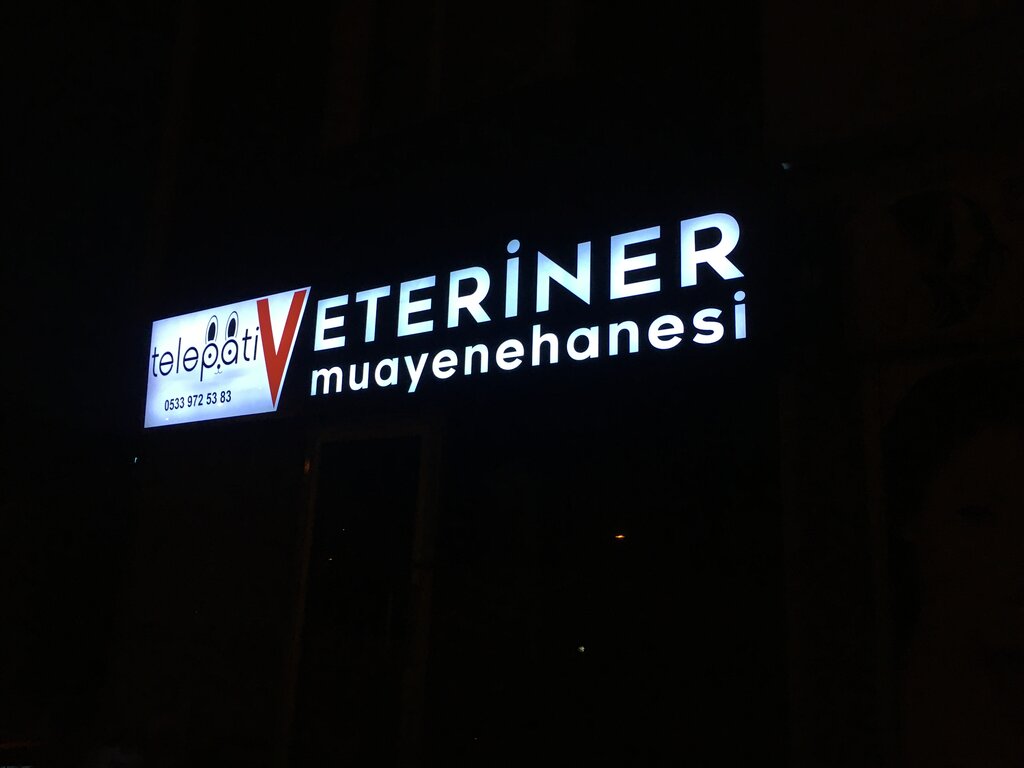 telepati
0533 972 53 83
VETERİNER
muayenehanesi